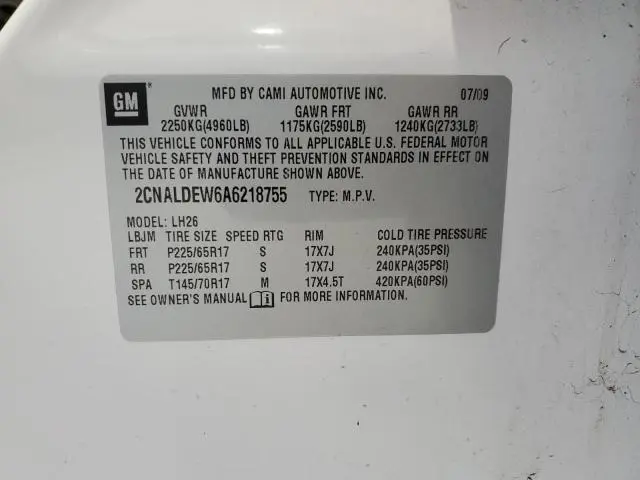 GM ®
MFD BY CAMI AUTOMOTIVE INC. 07/09
GVWR GAWR FRT GAWR RR
2250KG(4960LB) 1175KG(2590LB) 1240KG(2733LB)
THIS VEHICLE CONFORMS TO ALL APPLICABLE U.S. FEDERAL MOTOR
VEHICLE SAFETY AND THEFT PREVENTION STANDARDS IN EFFECT ON
THE DATE OF MANUFACTURE SHOWN ABOVE.
2CNALDEW6A6218755 TYPE: M.P.V.
MODEL: LH26
LBJM TIRE SIZE SPEED RTG RIM COLD TIRE PRESSURE
FRT P225/65R17 S 17X7J 240KPA(35PSI)
RR P225/65R17 S 17X7J 240KPA(35PSI)
SPA T145/70R17 M 17X4.5T 420KPA(60PSI)
SEE OWNER'S MANUAL i FOR MORE INFORMATION.